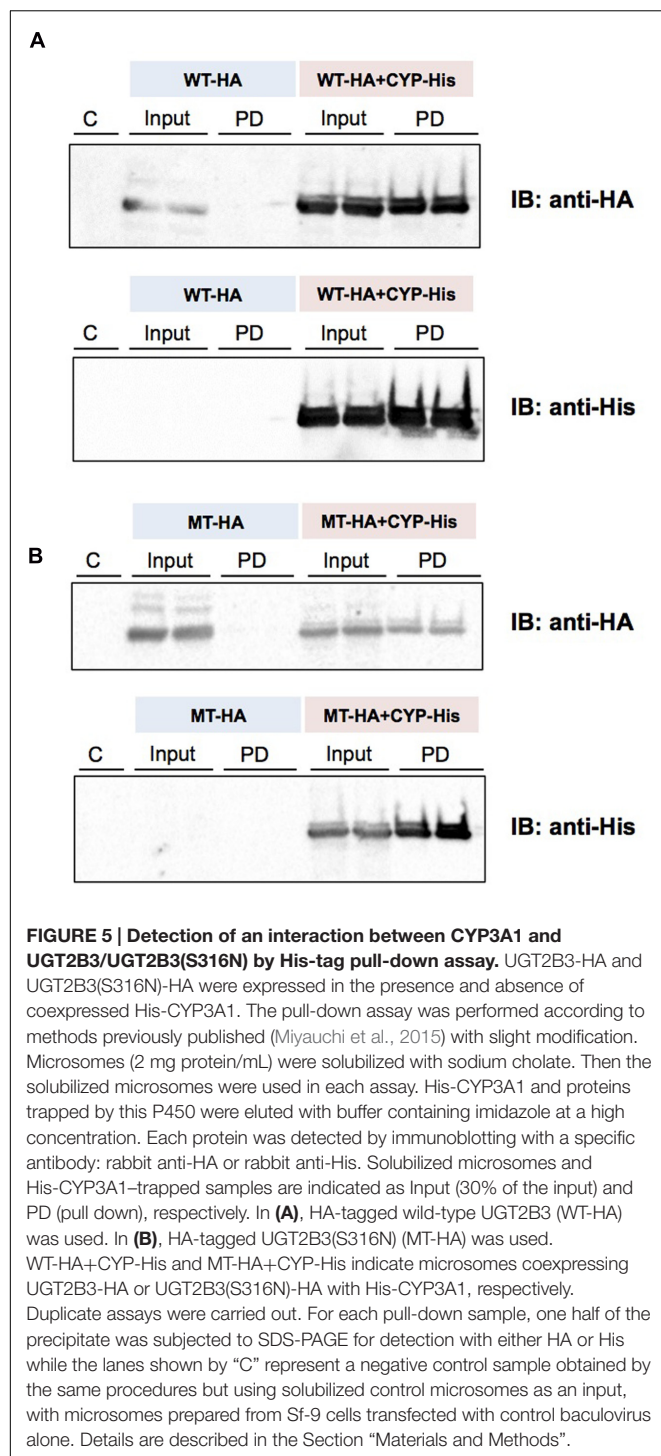 A
WT-HA WT-HA+CYP-His
C Input PD Input PD
IB: anti-HA
WT-HA WT-HA+CYP-His
C Input PD Input PD
IB: anti-His
MT-HA MT-HA+CYP-His
B C Input PD Input PD
IB: anti-HA
MT-HA MT-HA+CYP-His
C Input PD Input PD
IB: anti-His
FIGURE 5 | Detection of an interaction between CYP3A1 and
UGT2B3/UGT2B3(S316N) by His-tag pull-down assay. UGT2B3-HA and
UGT2B3(S316N)-HA were expressed in the presence and absence of
coexpressed His-CYP3A1. The pull-down assay was performed according to
methods previously published (Miyauchi et al., 2015) with slight modification.
Microsomes (2 mg protein/mL) were solubilized with sodium cholate. Then the
solubilized microsomes were used in each assay. His-CYP3A1 and proteins
trapped by this P450 were eluted with buffer containing imidazole at a high
concentration. Each protein was detected by immunoblotting with a specific
antibody: rabbit anti-HA or rabbit anti-His. Solubilized microsomes and
His-CYP3A1–trapped samples are indicated as Input (30% of the input) and
PD (pull down), respectively. In (A), HA-tagged wild-type UGT2B3 (WT-HA)
was used. In (B), HA-tagged UGT2B3(S316N) (MT-HA) was used.
WT-HA+CYP-His and MT-HA+CYP-His indicate microsomes coexpressing
UGT2B3-HA or UGT2B3(S316N)-HA with His-CYP3A1, respectively.
Duplicate assays were carried out. For each pull-down sample, one half of the
precipitate was subjected to SDS-PAGE for detection with either HA or His
while the lanes shown by “C” represent a negative control sample obtained by
the same procedures but using solubilized control microsomes as an input,
with microsomes prepared from Sf-9 cells transfected with control baculovirus
alone. Details are described in the Section “Materials and Methods”.